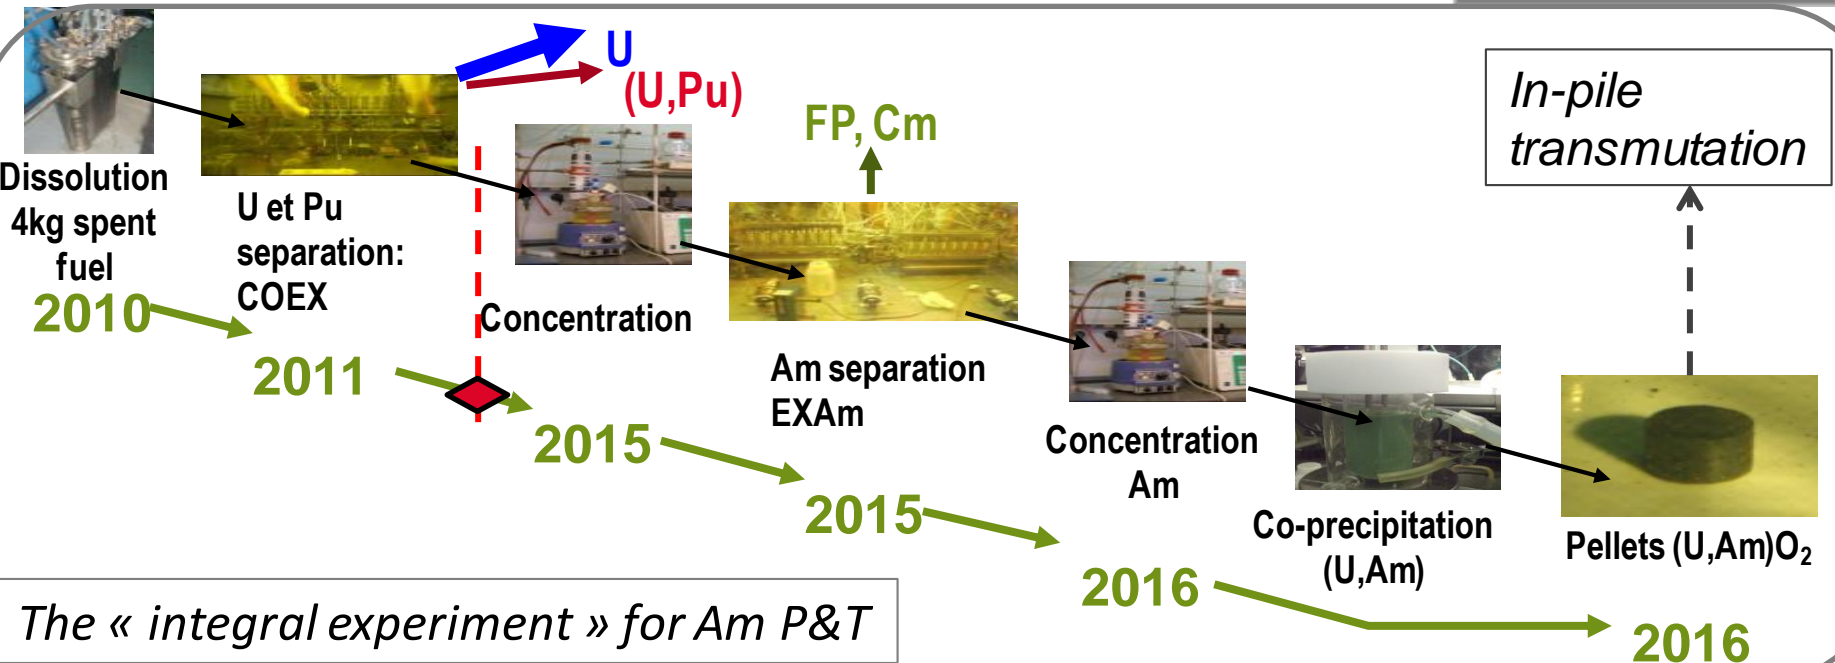 Dissolution
4kg spent
fuel
2010
U et Pu
separation:
COEX
2011
U
(U,Pu)
Concentration
2015
FP, Cm
Am separation
EXAm
2015
Concentration
Am
2016
Co-precipitation
(U,Am)
In-pile
transmutation
Pellets (U,Am)O₂
2016
The « integral experiment » for Am P&T